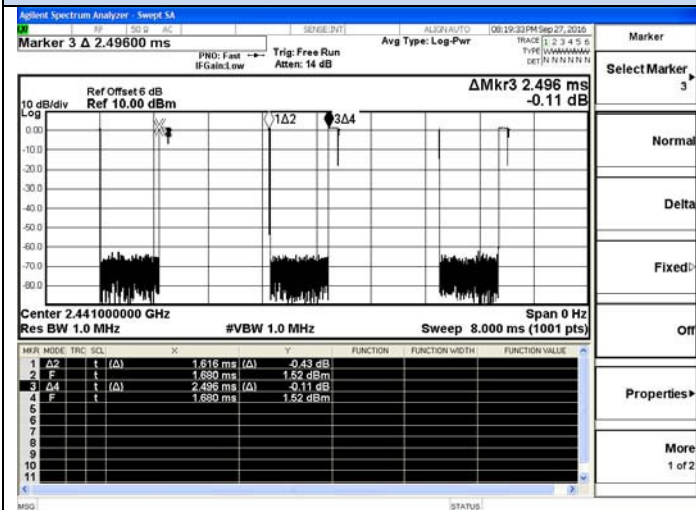 Agilent Spectrum Analyzer - Swept SA
RF 50 Ω AC SENSE:INT ALIGN AUTO 08:19:33 PM Sep 27, 2016
Marker 3 Δ 2.49600 ms
PNO: Fast
IFGain:Low
Trig: Free Run
Atten: 14 dB
Avg Type: Log-Pwr
TRACE 1 2 3 4 5 6
TYPE
DET N N N N N N
Ref Offset 6 dB
10 dB/div Ref 10.00 dBm
Log
ΔMkr3 2.496 ms
-0.11 dB
1Δ2
3Δ4
0.00
-10.0
-20.0
-30.0
-40.0
-50.0
-60.0
-70.0
-80.0
Center 2.441000000 GHz
Span 0 Hz
Res BW 1.0 MHz #VBW 1.0 MHz Sweep 8.000 ms (1001 pts)
MKR MODE TRC SCL X Y FUNCTION FUNCTION WIDTH FUNCTION VALUE
1 Δ2 t (Δ) 1.616 ms (Δ) -0.43 dB
2 F t 1.680 ms 1.52 dBm
3 Δ4 t (Δ) 2.496 ms (Δ) -0.11 dB
4 F t 1.680 ms 1.52 dBm
5
6
7
8
9
10
11
MSG STATUS
Marker
Select Marker
3
Normal
Delta
Fixed
Off
Properties
More
1 of 2